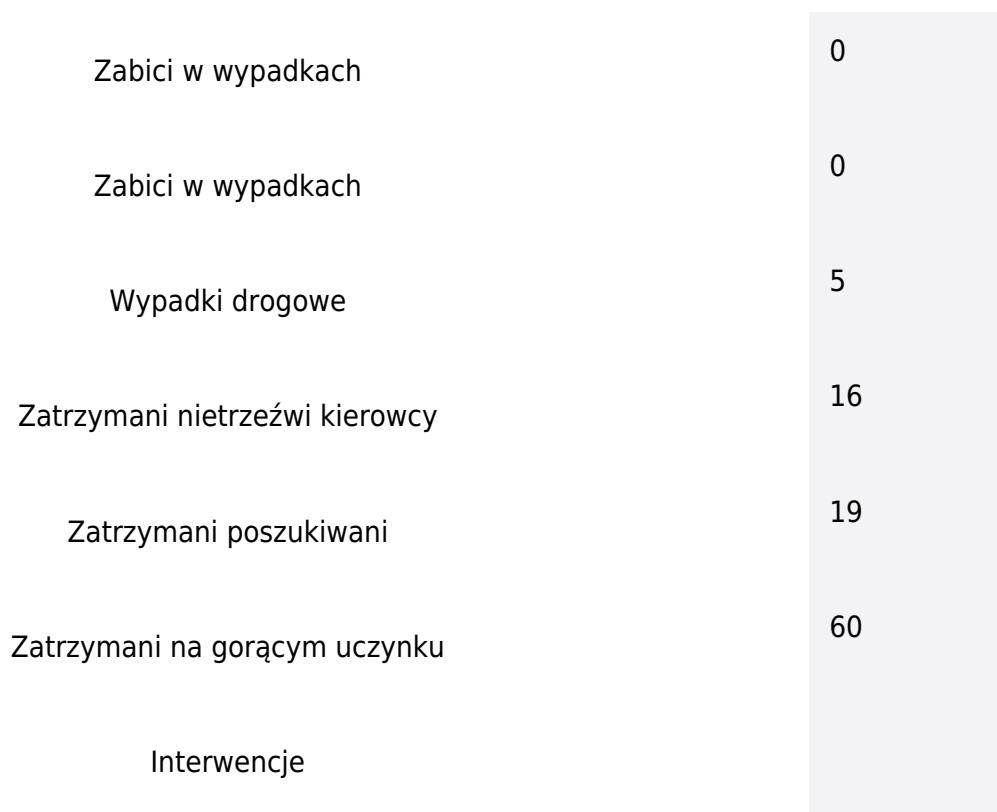 Zabici w wypadkach 0
Zabici w wypadkach 0
Wypadki drogowe 5
Zatrzymani nietrzeźwi kierowcy 16
Zatrzymani poszukiwani 19
Zatrzymani na gorącym uczynku 60
Interwencje